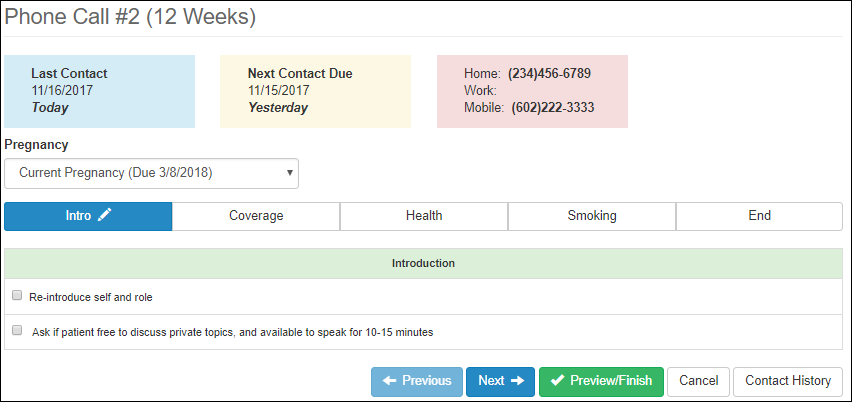 Phone Call #2 (12 Weeks)
Last Contact
11/16/2017
Today
Next Contact Due
11/15/2017
Yesterday
Home: (234)456-6789
Work:
Mobile: (602)222-3333
Pregnancy
Current Pregnancy (Due 3/8/2018)
Intro Coverage Health Smoking End
Introduction
Re-introduce self and role
Ask if patient free to discuss private topics, and available to speak for 10-15 minutes
Previous Next Preview/Finish Cancel Contact History